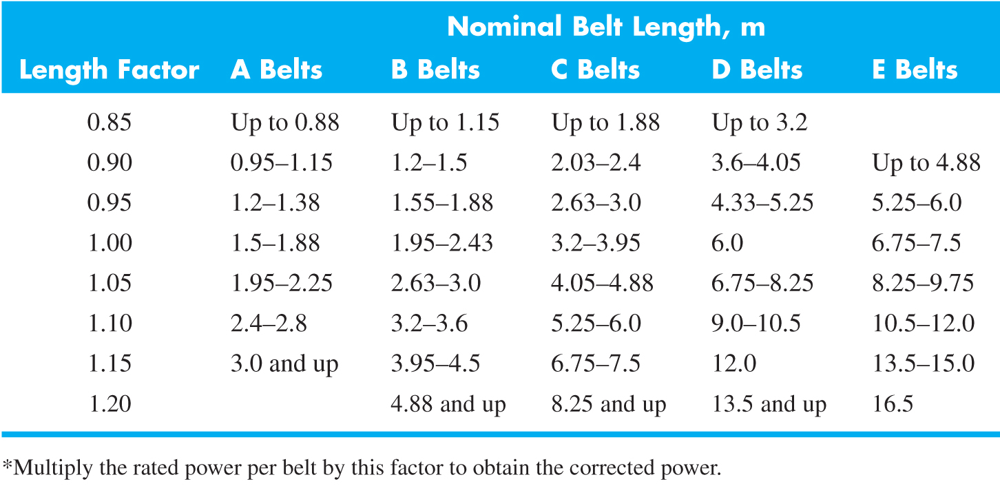 Nominal Belt Length, m
Length Factor A Belts B Belts C Belts D Belts E Belts
0.85 Up to 0.88 Up to 1.15 Up to 1.88 Up to 3.2
0.90 0.95–1.15 1.2–1.5 2.03–2.4 3.6–4.05 Up to 4.88
0.95 1.2–1.38 1.55–1.88 2.63–3.0 4.33–5.25 5.25–6.0
1.00 1.5–1.88 1.95–2.43 3.2–3.95 6.0 6.75–7.5
1.05 1.95–2.25 2.63–3.0 4.05–4.88 6.75–8.25 8.25–9.75
1.10 2.4–2.8 3.2–3.6 5.25–6.0 9.0–10.5 10.5–12.0
1.15 3.0 and up 3.95–4.5 6.75–7.5 12.0 13.5–15.0
1.20 4.88 and up 8.25 and up 13.5 and up 16.5
*Multiply the rated power per belt by this factor to obtain the corrected power.